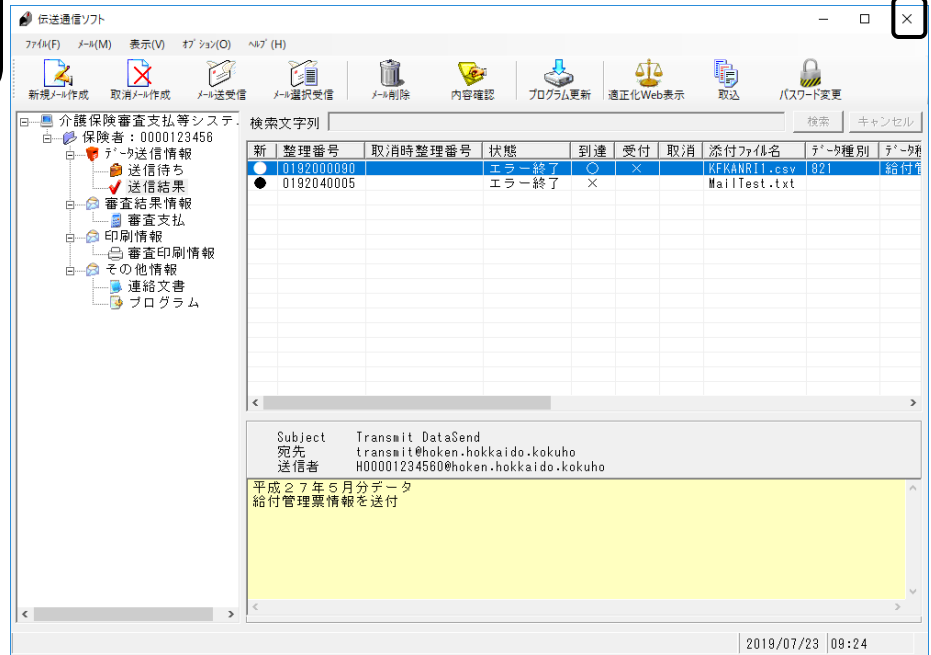 伝送通信ソフト
ファイル(F) メール(M) 表示(V) オプション(O) ヘルプ(H)
新規メール作成 取消メール作成 メール送受信 メール選択受信 メール削除 内容確認 プログラム更新 適正化Web表示 取込 パスワード変更
介護保険審査支払等システ.
保険者：0000123456
データ送信情報
送信待ち
送信結果
審査結果情報
審査支払
印刷情報
審査印刷情報
その他情報
連絡文書
プログラム
検索文字列 検索 キャンセル
新 整理番号 取消時整理番号 状態 到達 受付 取消 添付ファイル名 データ種別 データ種
○ 0192000090 エラー終了 ○ × KFKANRI1.csv 821 給付管
● 0192040005 エラー終了 × MailTest.txt
Subject Transmit DataSend
宛先 transmit@hoken.hokkaido.kokuho
送信者 H00001234560@hoken.hokkaido.kokuho
平成２７年５月分データ
給付管理票情報を送付
2019/07/23 09:24